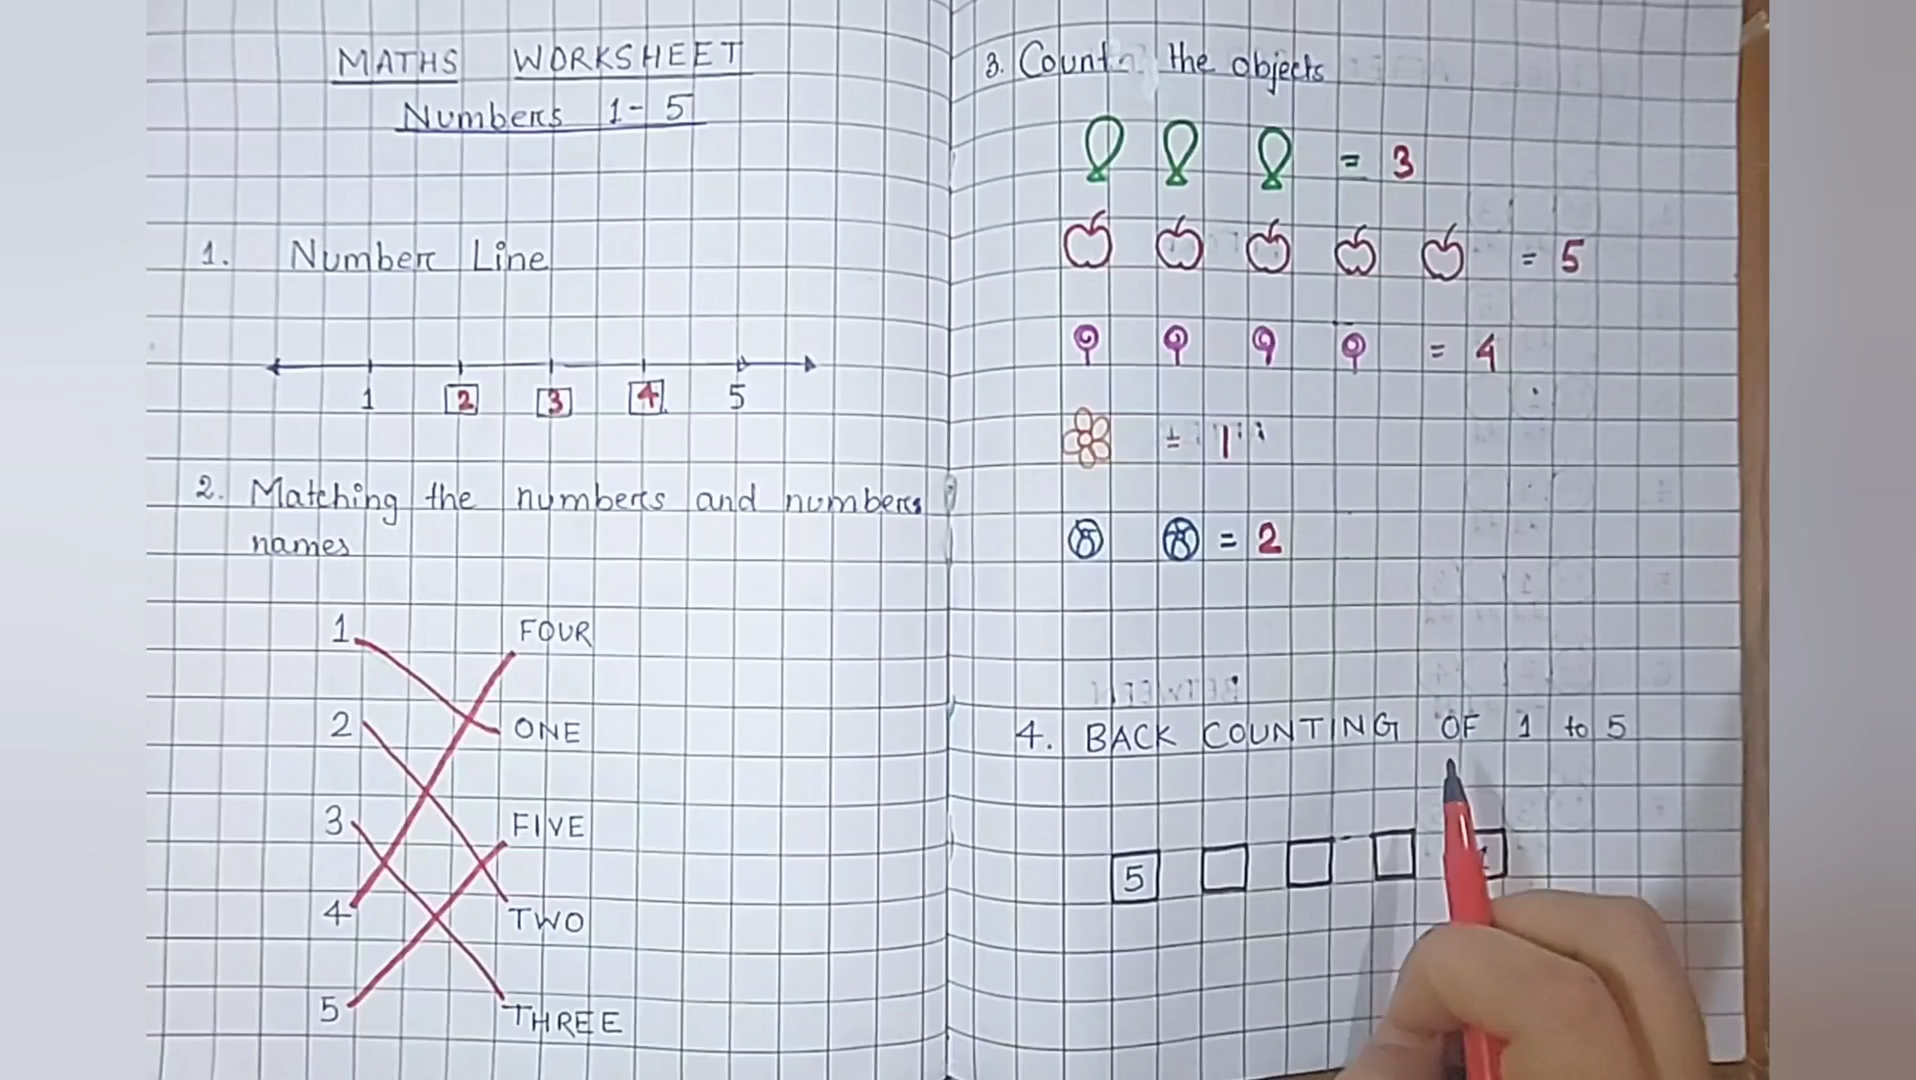 MATHS WORKSHEET
Numbers 1-5
1. Number Line
1 2 3 4 5
2. Matching the numbers and numbers
names
1 FOUR
2 ONE
3 FIVE
4 TWO
5 THREE
3. Count the objects
= 3
= 5
= 4
= 1
= 2
4. BACK COUNTING OF 1 to 5
5